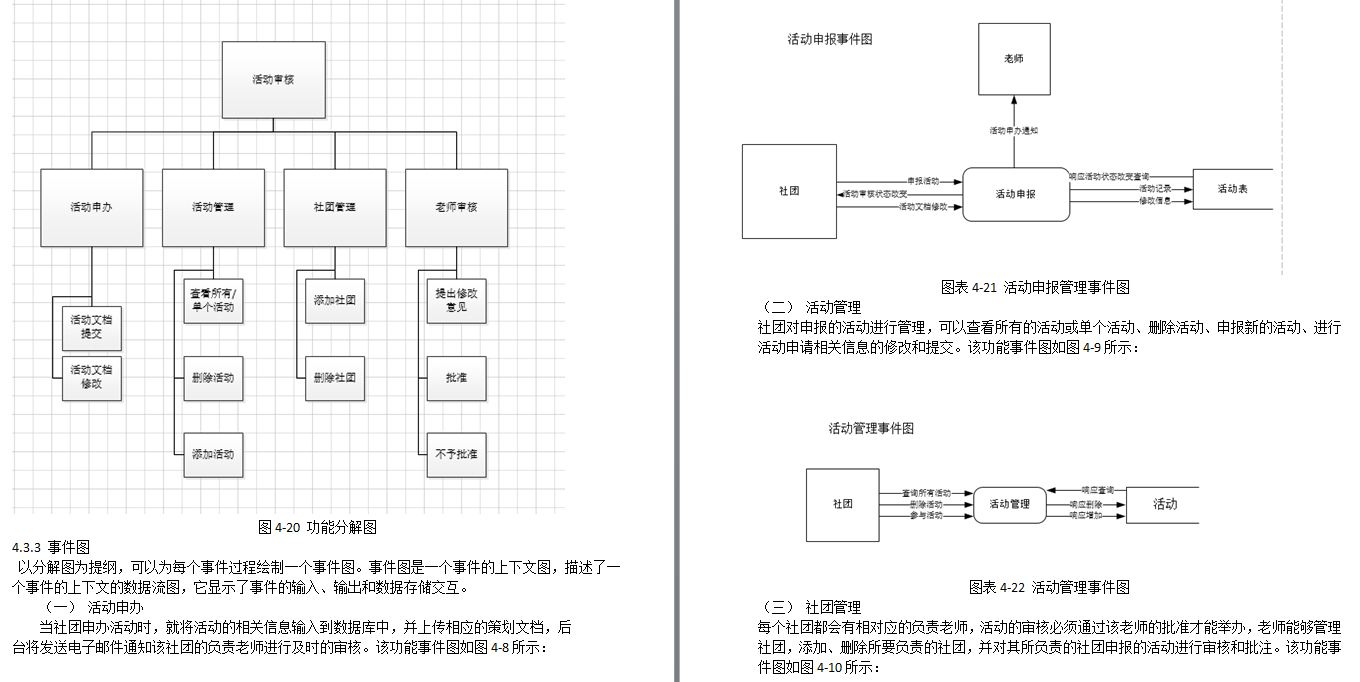 活动审核
活动申办
活动管理
社团管理
老师审核
活动文档
提交
活动文档
修改
查看所有/
单个活动
删除活动
添加活动
添加社团
删除社团
提出修改
意见
批准
不予批准
图 4-20 功能分解图
4.3.3 事件图
以分解图为提纲，可以为每个事件过程绘制一个事件图。事件图是一个事件的上下文图，描述了一
个事件的上下文的数据流图，它显示了事件的输入、输出和数据存储交互。
（一） 活动申办
当社团申办活动时，就将活动的相关信息输入到数据库中，并上传相应的策划文档，后
台将发送电子邮件通知该社团的负责老师进行及时的审核。该功能事件图如图 4-8 所示：
活动申报事件图
老师
活动申办通知
社团
申报活动
活动审核状态改变
活动文档修改
活动申报
响应活动状态改变查询
活动记录
修改信息
活动表
图表 4-21 活动申报管理事件图
（二） 活动管理
社团对申报的活动进行管理，可以查看所有的活动或单个活动、删除活动、申报新的活动、进行
活动申请相关信息的修改和提交。该功能事件图如图 4-9 所示：
活动管理事件图
社团
查询所有活动
删除活动
参与活动
活动管理
响应查询
响应删除
响应增加
活动
图表 4-22 活动管理事件图
（三） 社团管理
每个社团都会有相对应的负责老师，活动的审核必须通过该老师的批准才能举办，老师能够管理
社团，添加、删除所要负责的社团，并对其所负责的社团申报的活动进行审核和批注。该功能事
件图如图 4-10 所示：